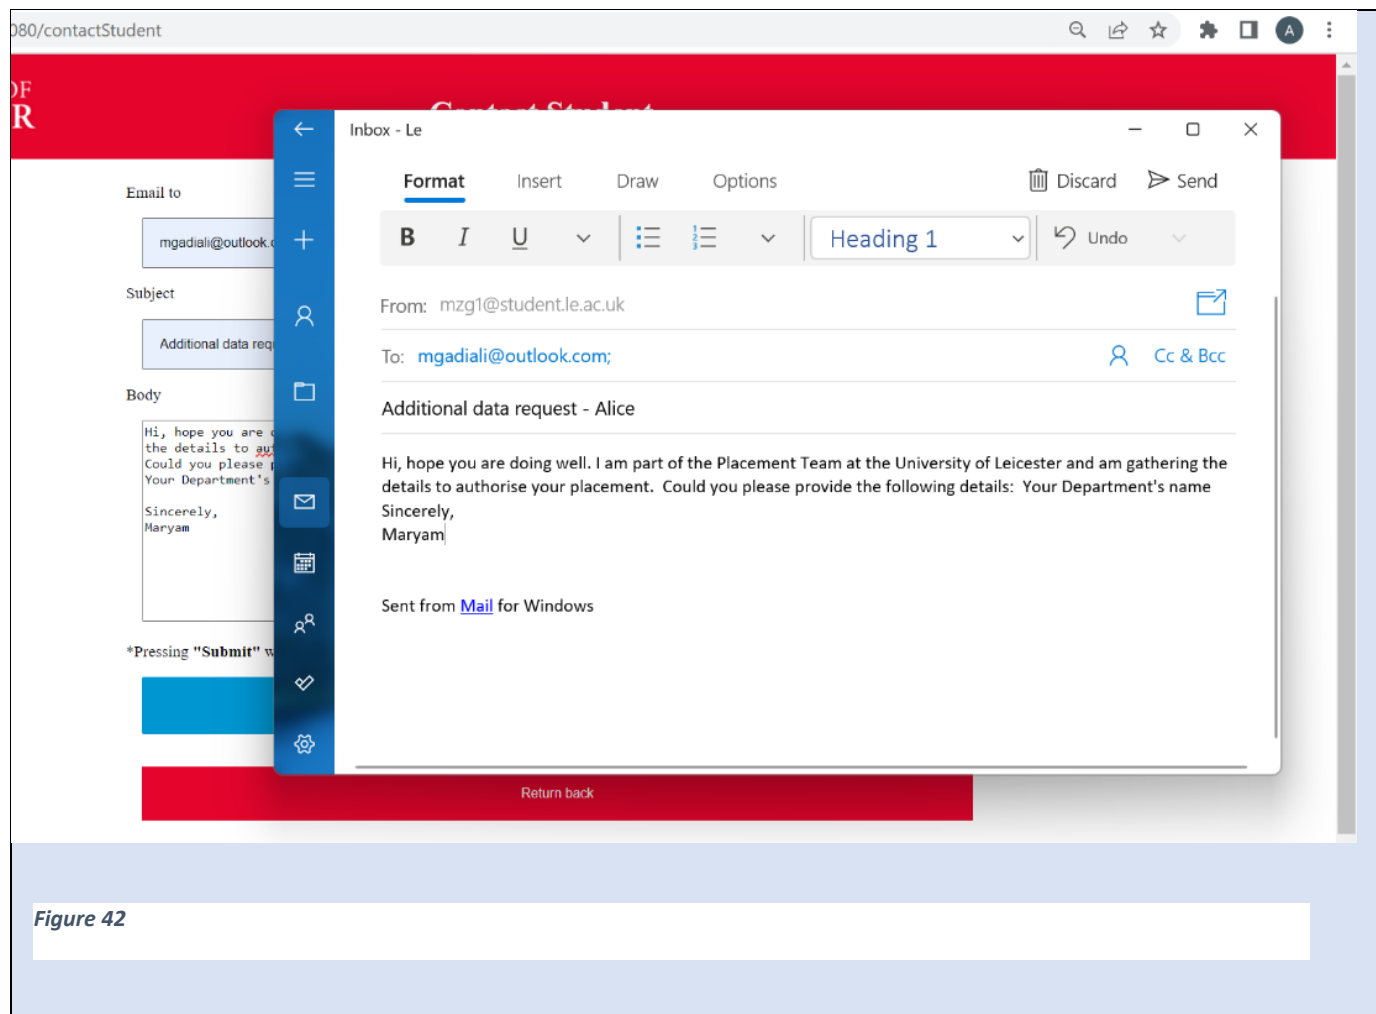 080/contactStudent
A
OF
R
Contact Student
Inbox - Le
Format Insert Draw Options Discard Send
B I U Heading 1 Undo
Email to
mgadiali@outlook.c
From: mzg1@student.le.ac.uk
Subject
To: mgadiali@outlook.com; Cc & Bcc
Additional data req
Additional data request - Alice
Body
Hi, hope you are
the details to au
Could you please p
Your Department's
Sincerely,
Maryam
Hi, hope you are doing well. I am part of the Placement Team at the University of Leicester and am gathering the
details to authorise your placement.  Could you please provide the following details:  Your Department's name
Sincerely,
Maryam
Sent from Mail for Windows
*Pressing "Submit" w
Return back
Figure 42